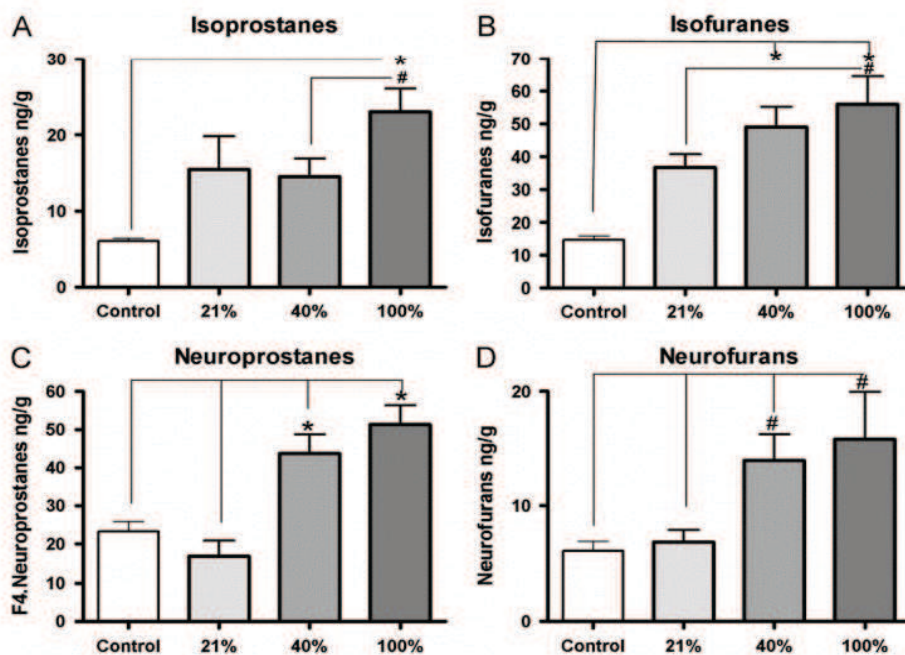 A
Isoprostanes
Isoprostanes ng/g
30
20
10
0
*
#
Control 21% 40% 100%
B
Isofuranes
Isofuranes ng/g
70
60
50
40
30
20
10
0
* *
#
Control 21% 40% 100%
C
Neuroprostanes
F4.Neuroprostanes ng/g
60
50
40
30
20
10
0
* *
Control 21% 40% 100%
D
Neurofurans
Neurofurans ng/g
20
10
0
# #
Control 21% 40% 100%